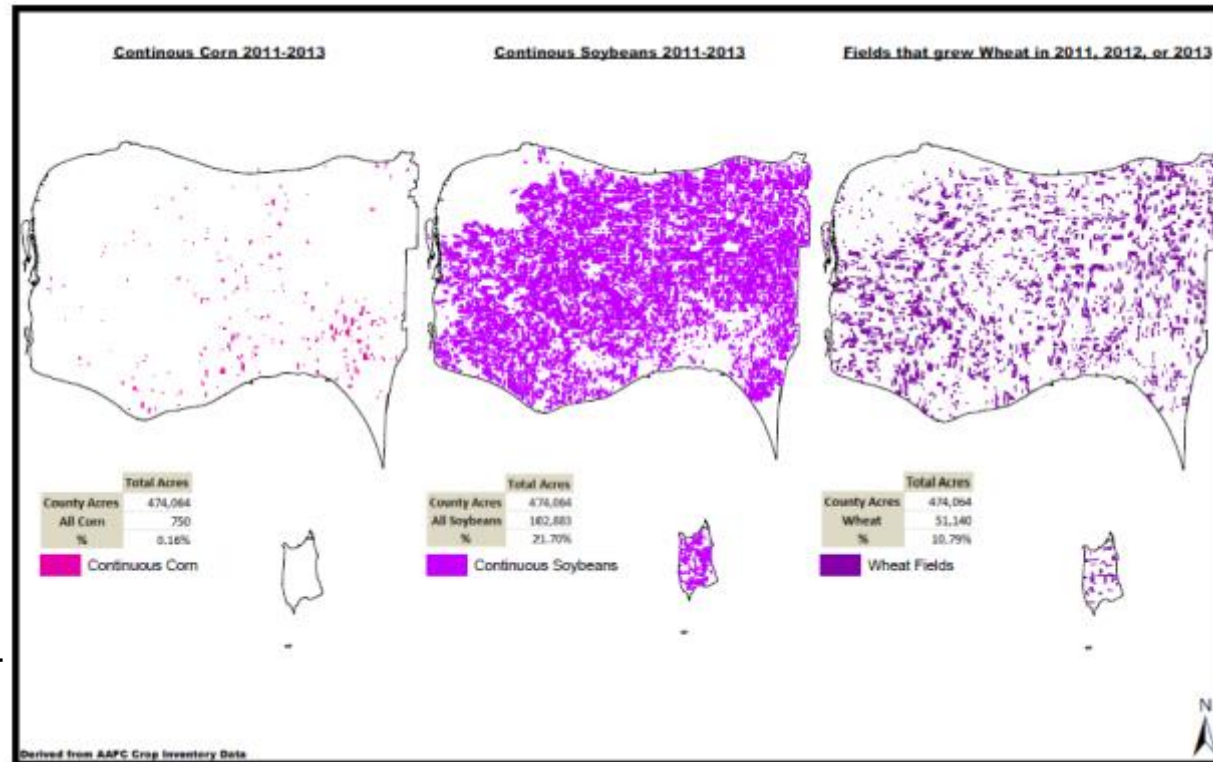 Continous Corn 2011-2013
Continous Soybeans 2011-2013
Fields that grew Wheat in 2011, 2012, or 2013
Total Acres
County Acres 474,064
All Corn 750
% 0.16%
Continuous Corn
Total Acres
County Acres 474,064
All Soybeans 102,883
% 21.70%
Continuous Soybeans
Total Acres
County Acres 474,064
Wheat 51,140
% 10.79%
Wheat Fields
N
Derived from AAFC Crop Inventory Data